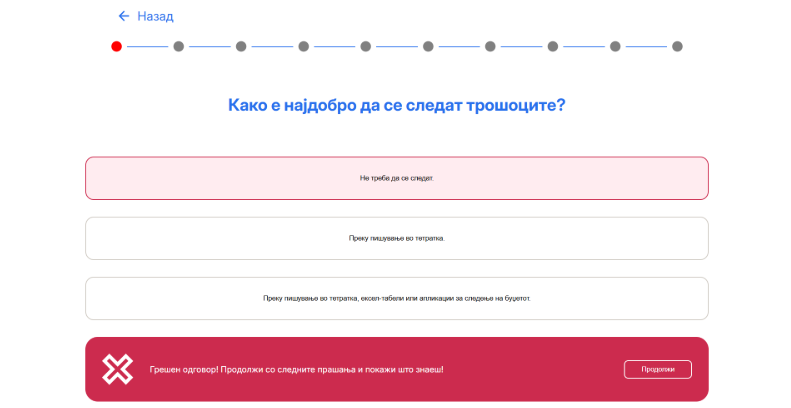 Назад
Како е најдобро да се следат трошоците?
Не треба да се следат.
Преку пишување во тетратка.
Преку пишување во тетратка, ексел-табели или апликации за следење на буџетот.
Грешен одговор! Продолжи со следните прашања и покажи што знаеш!
Продолжи